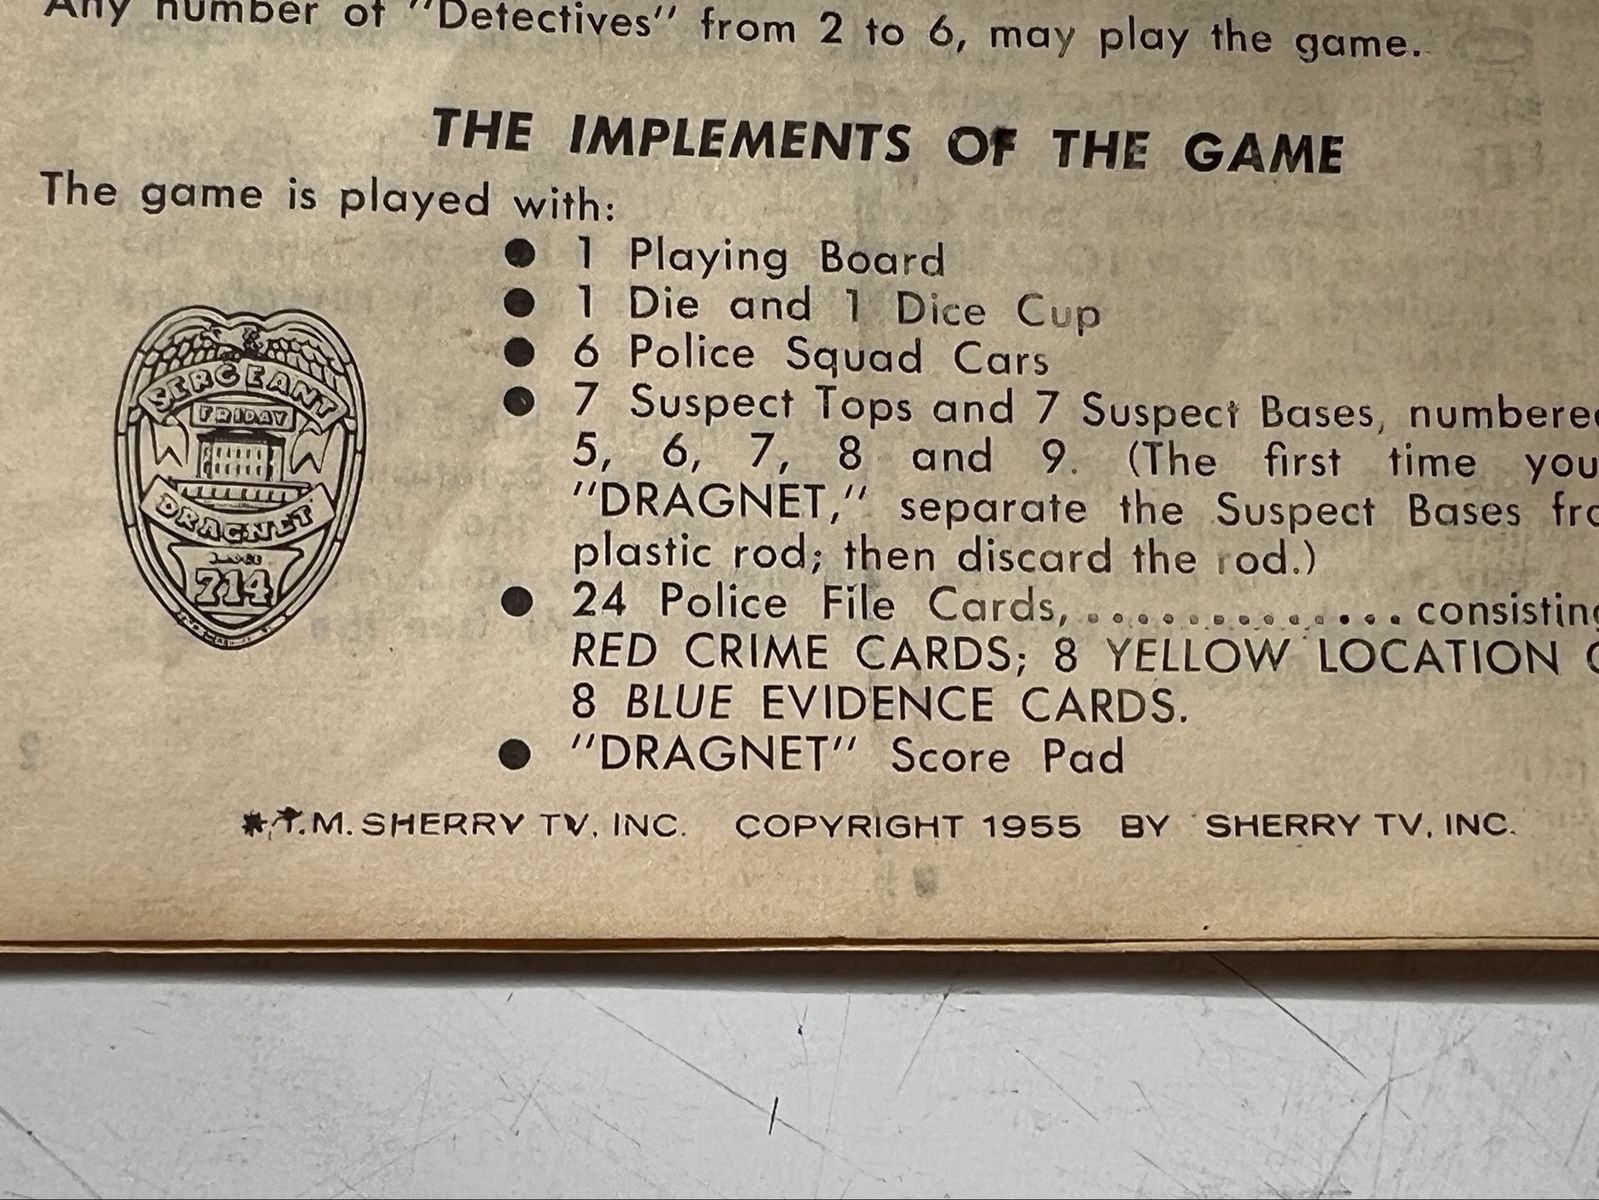 Any number of "Detectives" from 2 to 6, may play the game.
THE IMPLEMENTS OF THE GAME
The game is played with:
● 1 Playing Board
● 1 Die and 1 Dice Cup
● 6 Police Squad Cars
● 7 Suspect Tops and 7 Suspect Bases, numbered
5, 6, 7, 8 and 9. (The first time you
"DRAGNET," separate the Suspect Bases fro
plastic rod; then discard the rod.)
● 24 Police File Cards, .............. consisting
RED CRIME CARDS; 8 YELLOW LOCATION C
8 BLUE EVIDENCE CARDS.
● "DRAGNET" Score Pad
SERGEANT
FRIDAY
DRAGNET
714
*T.M. SHERRY TV, INC. COPYRIGHT 1955 BY SHERRY TV, INC.